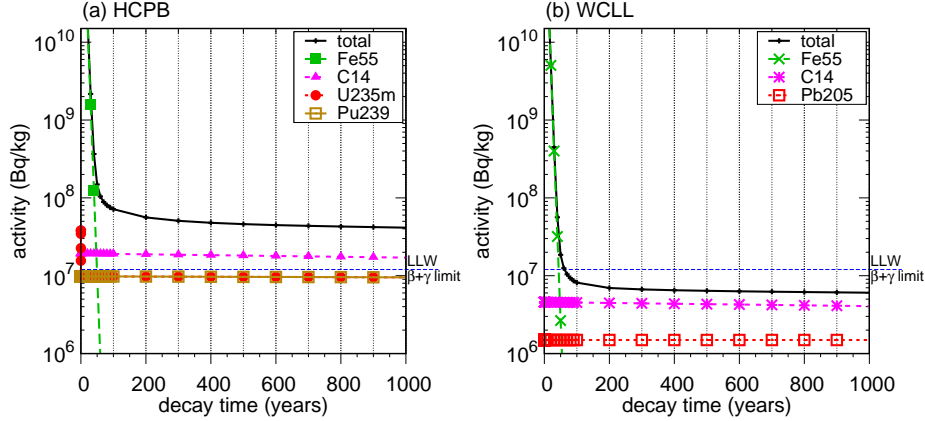 (a) HCPB
activity (Bq/kg)
10^10
10^9
10^8
10^7
10^6
total
Fe55
C14
U235m
Pu239
LLW
β+γ limit
0 200 400 600 800 1000
decay time (years)
(b) WCLL
activity (Bq/kg)
10^10
10^9
10^8
10^7
10^6
total
Fe55
C14
Pb205
LLW
β+γ limit
0 200 400 600 800 1000
decay time (years)